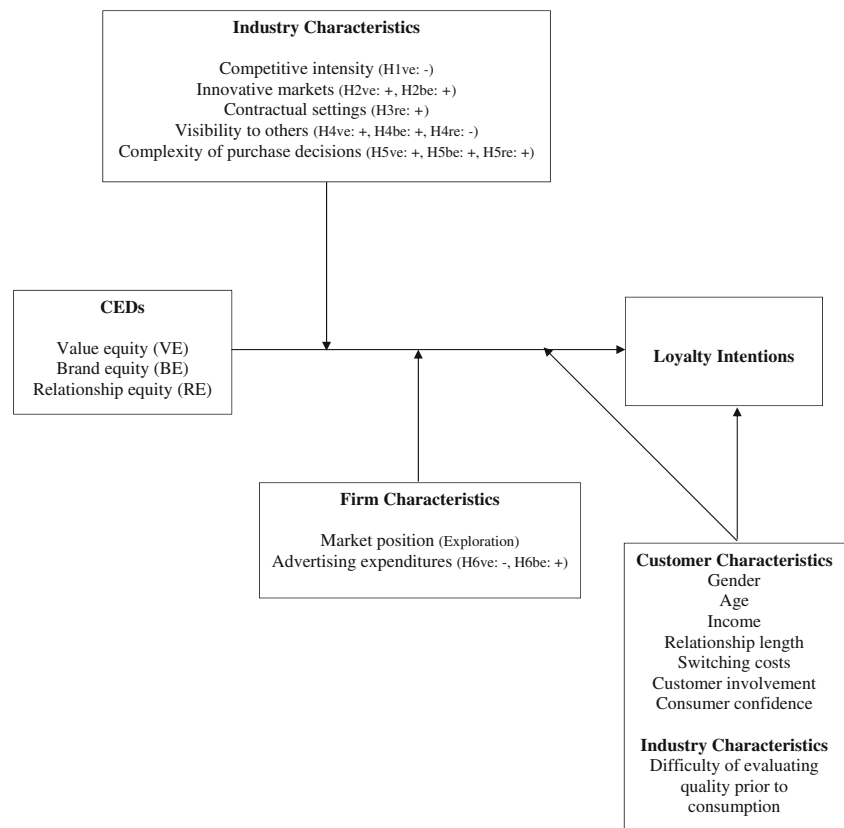 Industry Characteristics
Competitive intensity (H1ve: -)
Innovative markets (H2ve: +, H2be: +)
Contractual settings (H3re: +)
Visibility to others (H4ve: +, H4be: +, H4re: -)
Complexity of purchase decisions (H5ve: +, H5be: +, H5re: +)
CEDs
Value equity (VE)
Brand equity (BE)
Relationship equity (RE)
Loyalty Intentions
Firm Characteristics
Market position (Exploration)
Advertising expenditures (H6ve: -, H6be: +)
Customer Characteristics
Gender
Age
Income
Relationship length
Switching costs
Customer involvement
Consumer confidence
Industry Characteristics
Difficulty of evaluating
quality prior to
consumption